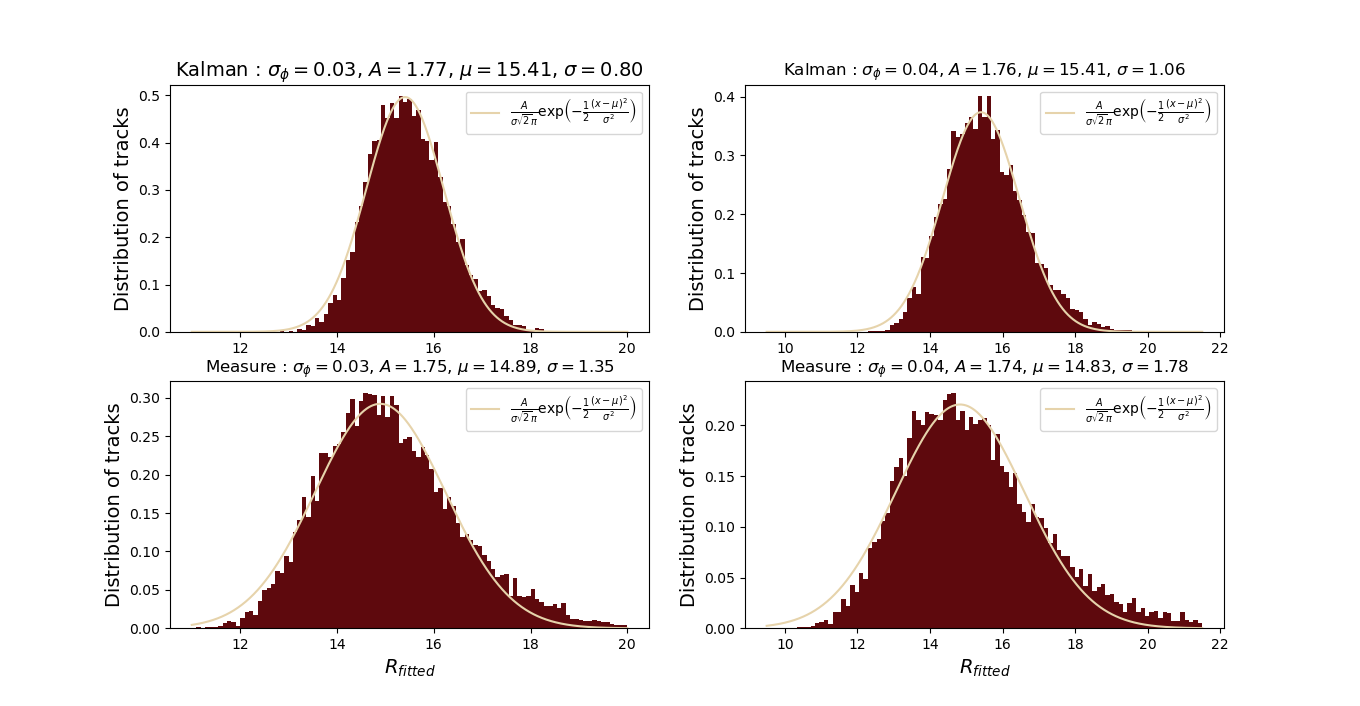 Kalman : σ_ϕ = 0.03, A = 1.77, μ = 15.41, σ = 0.80
Distribution of tracks
0.5
0.4
0.3
0.2
0.1
0.0
A/(σ√2π) exp(−1/2 (x−μ)²/σ²)
12 14 16 18 20
Kalman : σ_ϕ = 0.04, A = 1.76, μ = 15.41, σ = 1.06
Distribution of tracks
0.4
0.3
0.2
0.1
0.0
A/(σ√2π) exp(−1/2 (x−μ)²/σ²)
10 12 14 16 18 20 22
Measure : σ_ϕ = 0.03, A = 1.75, μ = 14.89, σ = 1.35
Distribution of tracks
0.30
0.25
0.20
0.15
0.10
0.05
0.00
A/(σ√2π) exp(−1/2 (x−μ)²/σ²)
12 14 16 18 20
R_fitted
Measure : σ_ϕ = 0.04, A = 1.74, μ = 14.83, σ = 1.78
Distribution of tracks
0.20
0.15
0.10
0.05
0.00
A/(σ√2π) exp(−1/2 (x−μ)²/σ²)
10 12 14 16 18 20 22
R_fitted